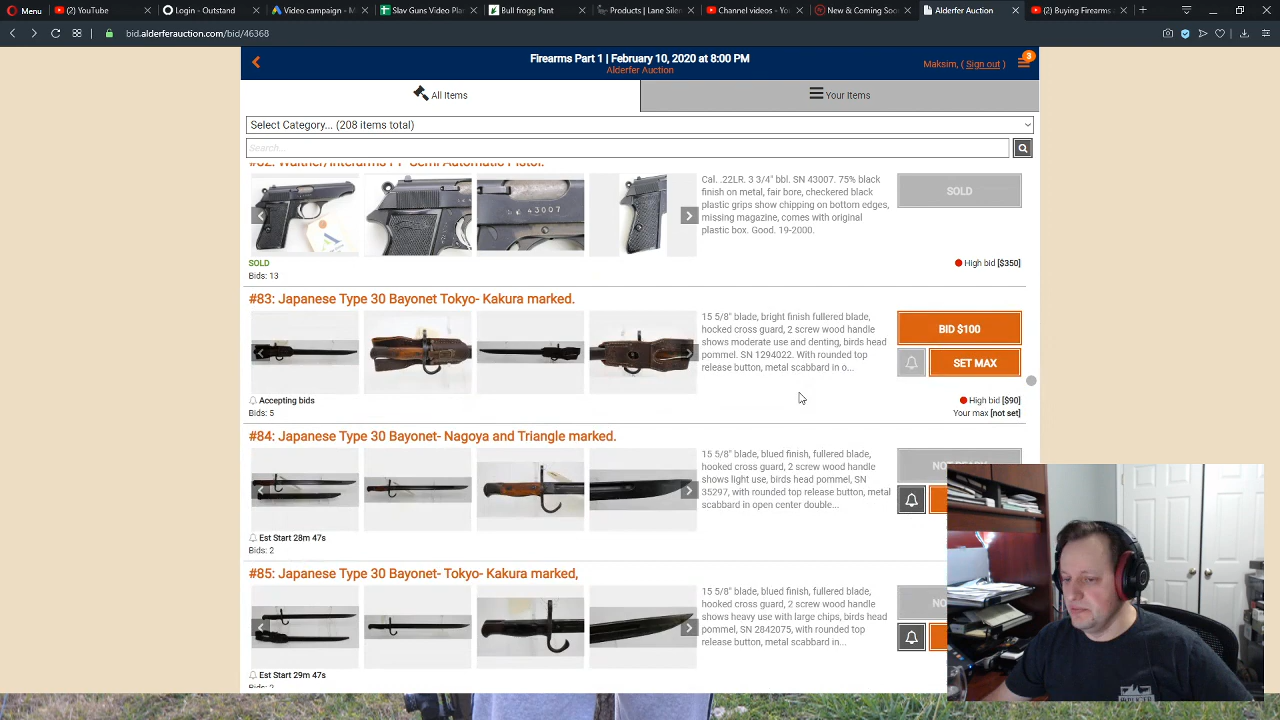 Menu
YouTube
Login - Outstand
Video campaign - M
Slav Guns Video Plan
Bull frogg Pant
Products | Lane Silen
Channel videos - Yo
New & Coming Soo
Alderfer Auction
(2) Buying Firearms
bid.alderferauction.com/bid/46368
Firearms Part 1 | February 10, 2020 at 8:00 PM
Alderfer Auction
Maksim, ( Sign out )
3
All Items
Your Items
Select Category... (208 items total)
Search...
#82: Walther/Interarms PP Semi Automatic Pistol.
Cal. .22LR. 3 3/4" bbl. SN 43007. 75% black
finish on metal, fair bore, checkered black
plastic grips show chipping on bottom edges,
missing magazine, comes with original
plastic box. Good. 19-2000.
43007
SOLD
SOLD
Bids: 13
High bid [$350]
#83: Japanese Type 30 Bayonet Tokyo- Kakura marked.
15 5/8" blade, bright finish fullered blade,
hooked cross guard, 2 screw wood handle
shows moderate use and denting, birds head
pommel. SN 1294022. With rounded top
release button, metal scabbard in o...
BID $100
SET MAX
Accepting bids
Bids: 5
High bid [$90]
Your max [not set]
#84: Japanese Type 30 Bayonet- Nagoya and Triangle marked.
15 5/8" blade, blued finish, fullered blade,
hooked cross guard, 2 screw wood handle
shows light use, birds head pommel, SN
35297, with rounded top release button, metal
scabbard in open center double...
Est Start 28m 47s
Bids: 2
#85: Japanese Type 30 Bayonet- Tokyo- Kakura marked,
15 5/8" blade, blued finish, fullered blade,
hooked cross guard, 2 screw wood handle
shows heavy use with large chips, birds head
pommel, SN 2842075, with rounded top
release button, metal scabbard in...
NO
Est Start 29m 47s